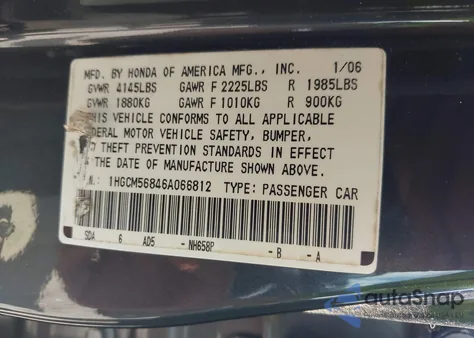 MFD. BY HONDA OF AMERICA MFG., INC. 1/06
GVWR 4145LBS GAWR F 2225LBS R 1985LBS
GVWR 1880KG GAWR F 1010KG R 900KG
THIS VEHICLE CONFORMS TO ALL APPLICABLE
FEDERAL MOTOR VEHICLE SAFETY, BUMPER,
THEFT PREVENTION STANDARDS IN EFFECT
THE DATE OF MANUFACTURE SHOWN ABOVE.
1HGCM56846A066812 TYPE: PASSENGER CAR
SDA 6 AD5 - NH658P - B - A
autoSnap